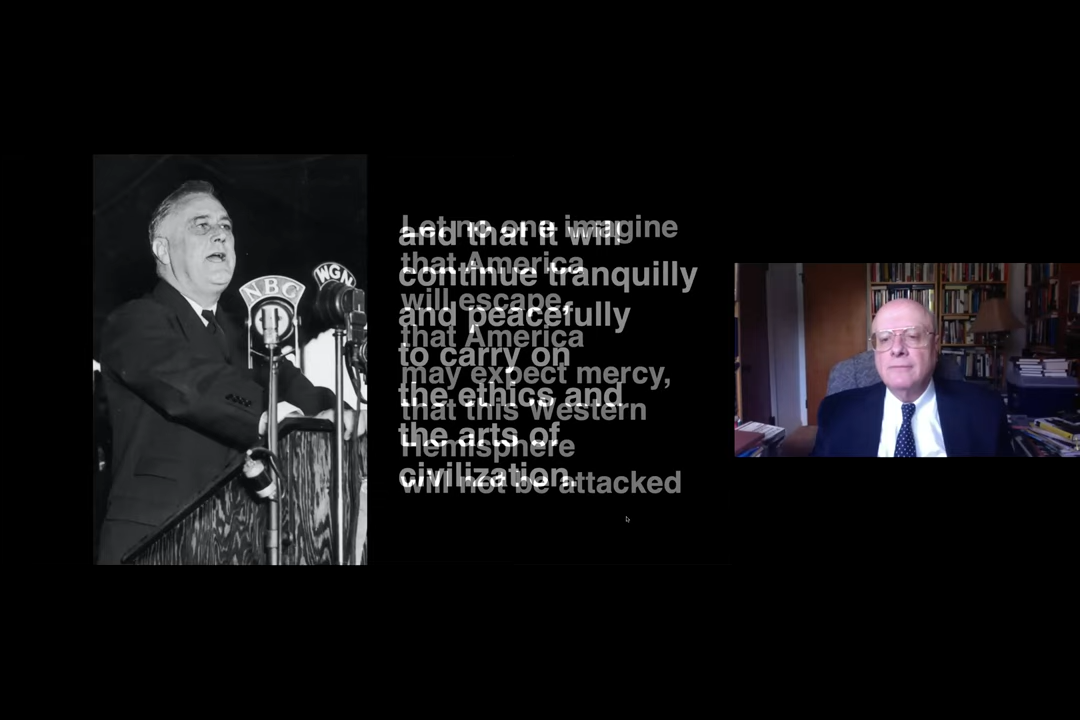 NBC
WGN
Let no one imagine
that America
will escape,
that America
may expect mercy,
that this Western
Hemisphere
will not be attacked
and that it will
continue tranquilly
and peacefully
to carry on
the ethics and
the arts of
civilization.